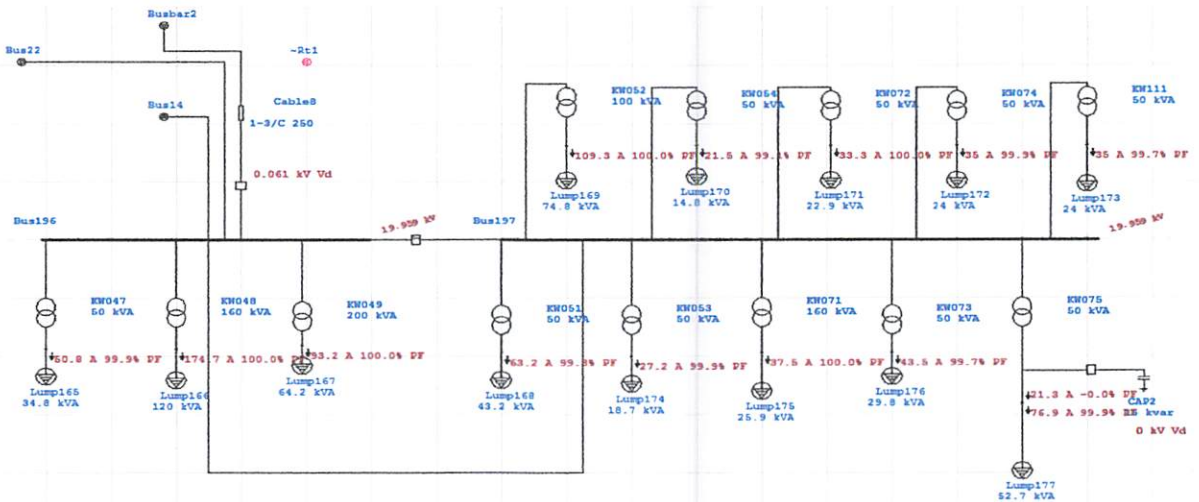 Busbar2
Bus22
~Rt1
Bus14
Cable8
1-3/C 250
0.061 kV Vd
KW052
100 kVA
KW054
50 kVA
KW072
50 kVA
KW074
50 kVA
KW111
50 kVA
109.3 A 100.0% PF
21.5 A 99.1% PF
33.3 A 100.0% PF
35 A 99.9% PF
35 A 99.7% PF
Lump169
74.8 kVA
Lump170
14.8 kVA
Lump171
22.9 kVA
Lump172
24 kVA
Lump173
24 kVA
Bus196
19.959 kV
Bus197
19.959 kV
KW047
50 kVA
KW048
160 kVA
KW049
200 kVA
KW051
50 kVA
KW053
50 kVA
KW071
160 kVA
KW073
50 kVA
KW075
50 kVA
50.8 A 99.9% PF
174.7 A 100.0% PF
93.2 A 100.0% PF
63.2 A 99.8% PF
27.2 A 99.9% PF
37.5 A 100.0% PF
43.5 A 99.7% PF
Lump165
34.8 kVA
Lump166
120 kVA
Lump167
64.2 kVA
Lump168
43.2 kVA
Lump174
18.7 kVA
Lump175
25.9 kVA
Lump176
29.8 kVA
21.3 A -0.0% PF
76.9 A 99.9% PF
CAP2
kvar
0 kV Vd
Lump177
52.7 kVA